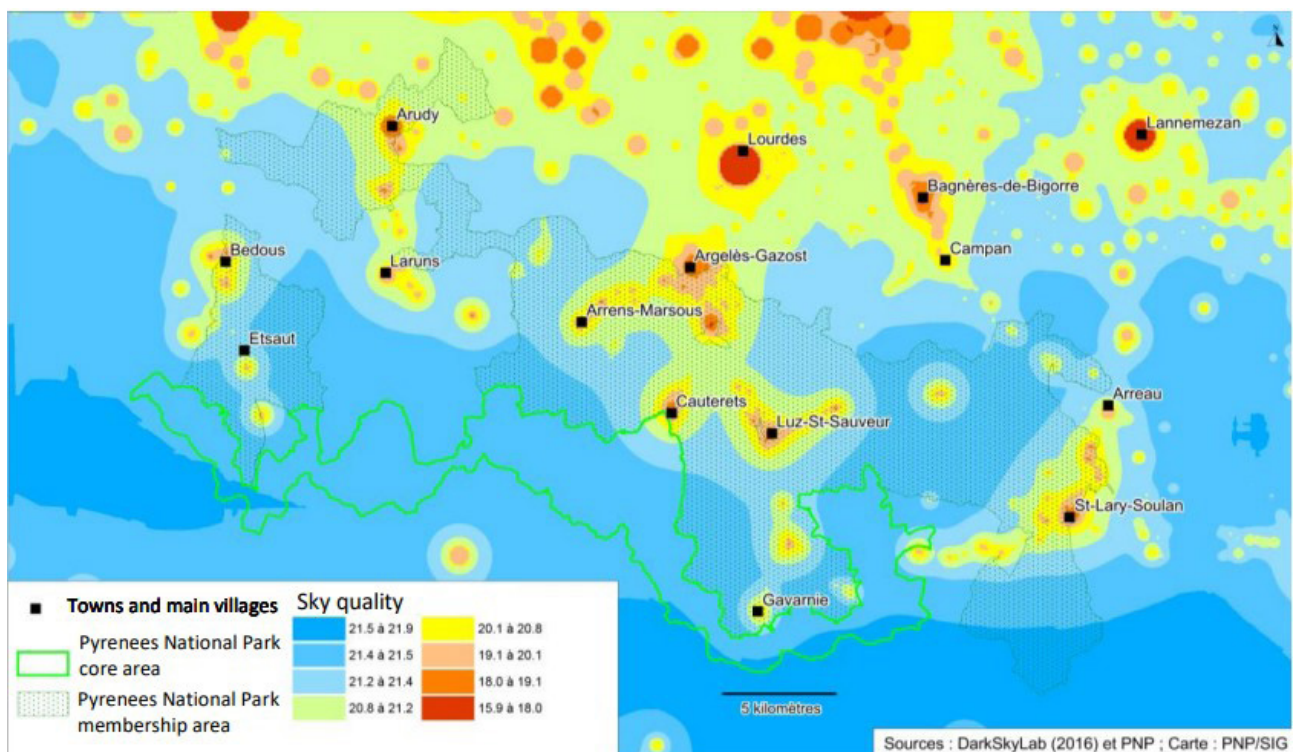 Arudy
Lourdes
Lannemezan
Bagnères-de-Bigorre
Bedous
Laruns
Argelès-Gazost
Campan
Arrens-Marsous
Etsaut
Cauterets
Luz-St-Sauveur
Arreau
St-Lary-Soulan
Gavarnie
Towns and main villages
Pyrenees National Park
core area
Pyrenees National Park
membership area
Sky quality
21.5 à 21.9
21.4 à 21.5
21.2 à 21.4
20.8 à 21.2
20.1 à 20.8
19.1 à 20.1
18.0 à 19.1
15.9 à 18.0
5 kilomètres
Sources : DarkSkyLab (2016) et PNP ; Carte : PNP/SIG